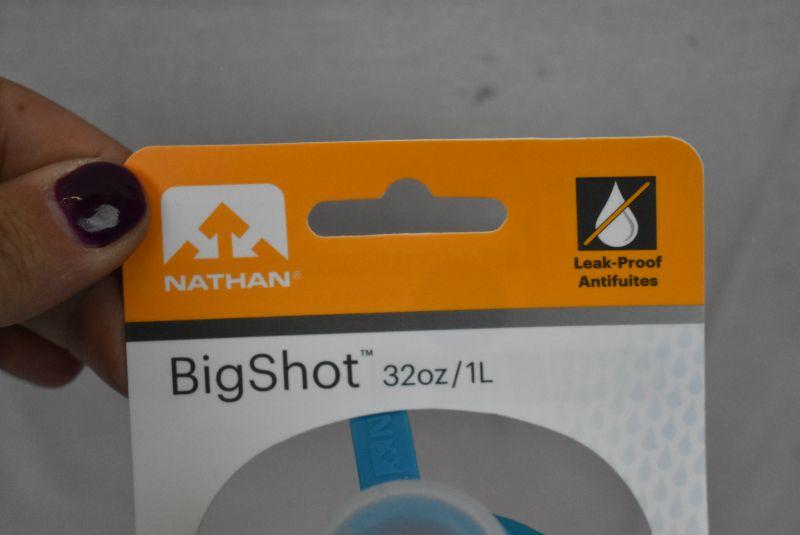 NATHAN®
Leak-Proof
Antifuites
BigShot™ 32oz/1L
N